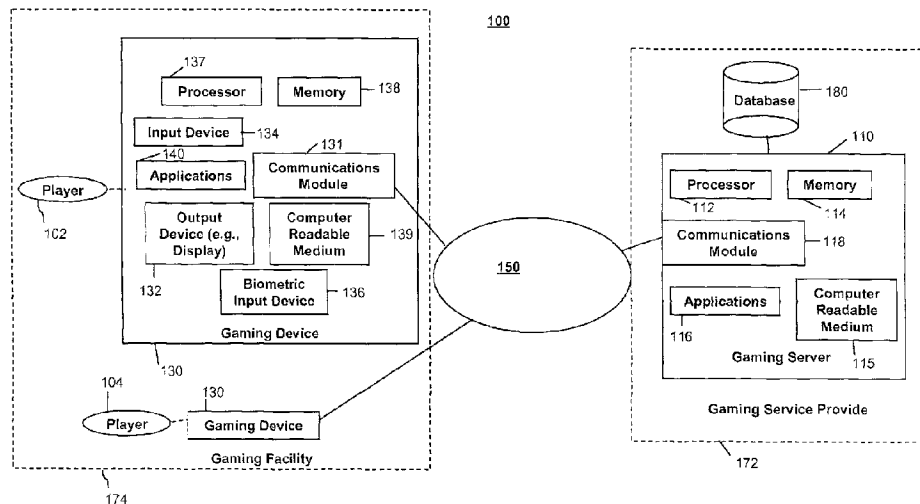 100
137
Processor
Memory
138
Input Device
134
140
131
Applications
Communications
Module
Player
102
Output
Device (e.g.,
Display)
Computer
Readable
Medium
139
132
Biometric
Input Device
136
Gaming Device
130
104
130
Player
Gaming Device
Gaming Facility
174
150
Database
180
110
Processor
Memory
112
114
Communications
Module
118
Applications
Computer
Readable
Medium
116
Gaming Server
115
Gaming Service Provide
172